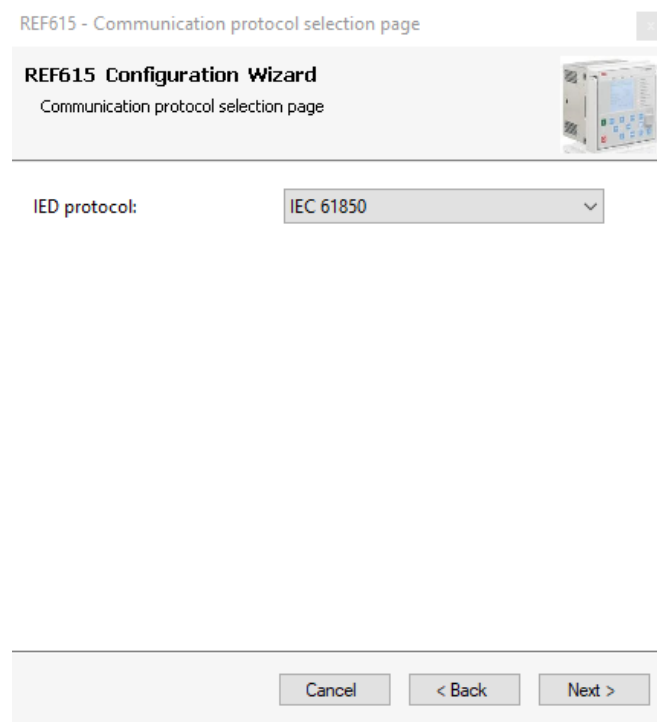 REF615 - Communication protocol selection page
REF615 Configuration Wizard
Communication protocol selection page
IED protocol: IEC 61850
Cancel < Back Next >